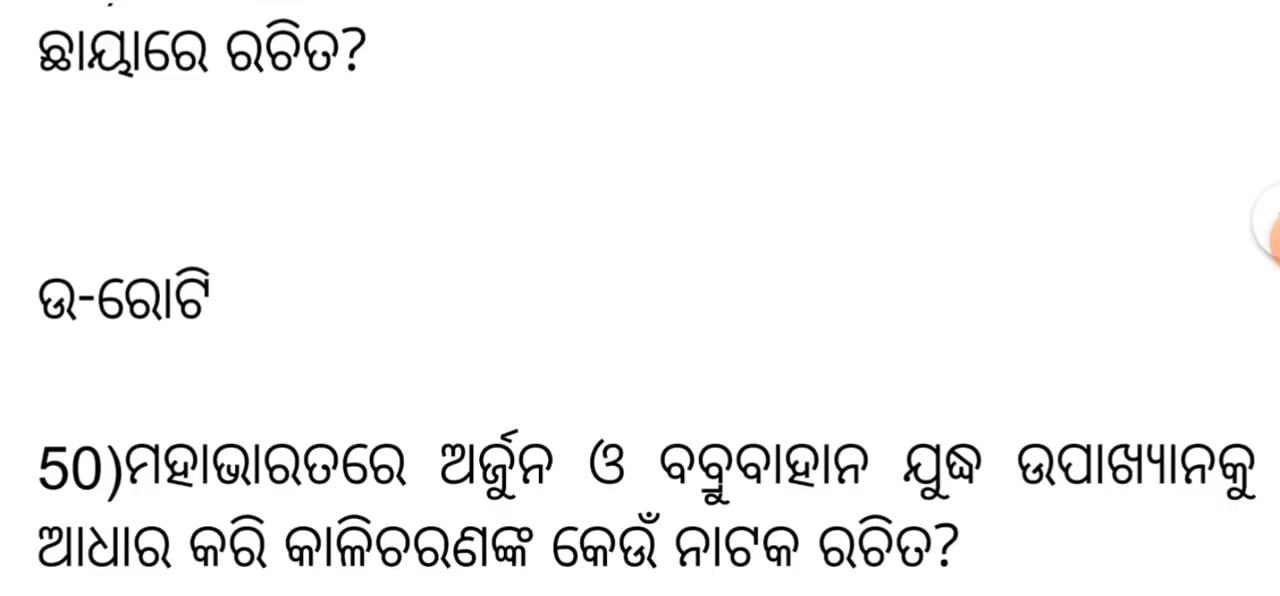 ଛାୟାରେ ରଚିତ?
ଉ-ରୋଟି
50)ମହାଭାରତରେ ଅର୍ଜୁନ ଓ ବବ୍ରୁବାହାନ ଯୁଦ୍ଧ ଉପାଖ୍ୟାନକୁ
ଆଧାର କରି କାଳିଚରଣଙ୍କ କେଉଁ ନାଟକ ରଚିତ?